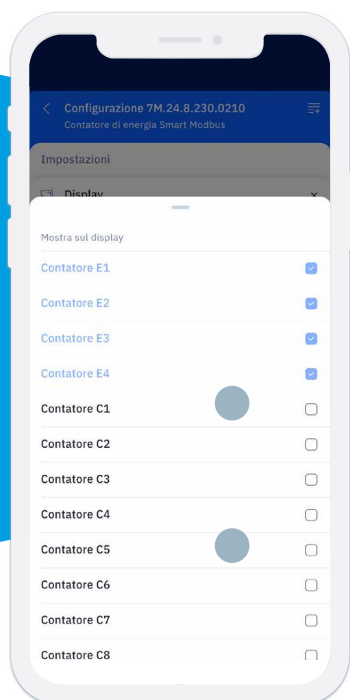 Configurazione 7M.24.8.230.0210
Contatore di energia Smart Modbus
Impostazioni
Display
Mostra sul display
Contatore E1
Contatore E2
Contatore E3
Contatore E4
Contatore C1
Contatore C2
Contatore C3
Contatore C4
Contatore C5
Contatore C6
Contatore C7
Contatore C8